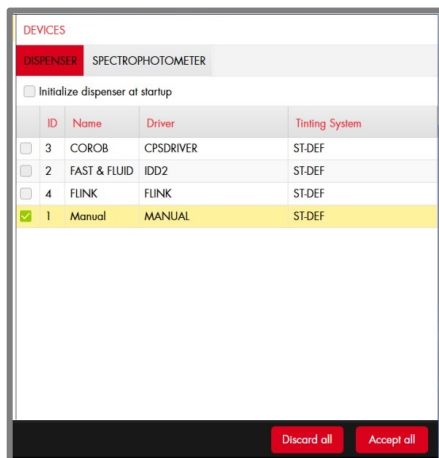 DEVICES
DISPENSER SPECTROPHOTOMETER
Initialize dispenser at startup
ID Name Driver Tinting System
3 COROB CPSDRIVER ST-DEF
2 FAST & FLUID IDD2 ST-DEF
4 FLINK FLINK ST-DEF
1 Manual MANUAL ST-DEF
Discard all Accept all